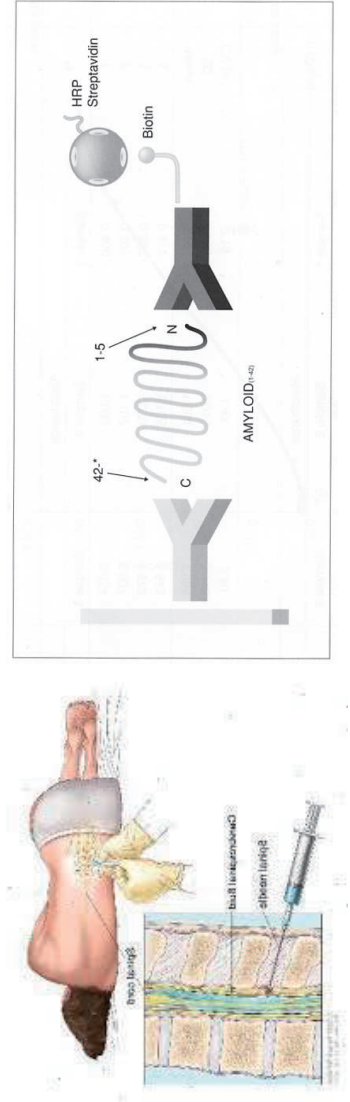 HRP
Streptavidin
Biotin
1-5
N
42-*
C
AMYLOID(1-42)
Spinal needle
Cerebrospinal fluid
Spinal cord